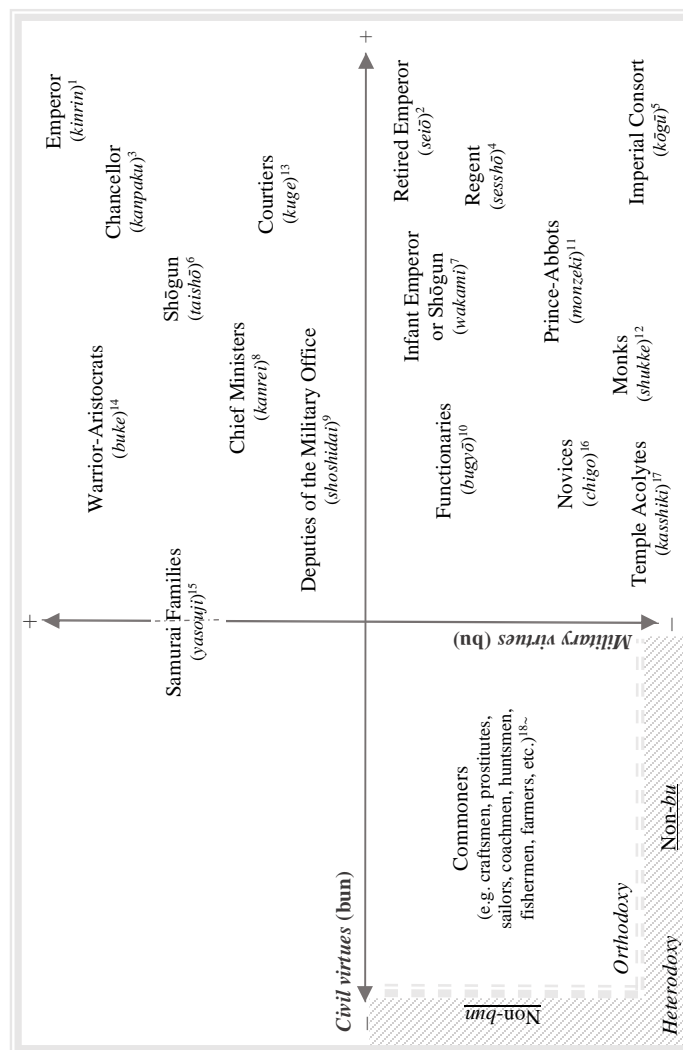 +
Emperor
(kinrin)1
Warrior-Aristocrats
(buke)14
Chancellor
(kanpaku)3
Samurai Families
(yasouji)15
Shōgun
(taishō)6
Chief Ministers
(kanrei)8
Courtiers
(kuge)13
Deputies of the Military Office
(shoshidai)9
Civil virtues (bun)
−
+
Infant Emperor
or Shōgun
(wakami)7
Retired Emperor
(seiō)2
Functionaries
(bugyō)10
Regent
(sesshō)4
Commoners
(e.g. craftsmen, prostitutes,
sailors, coachmen, huntsmen,
fishermen, farmers, etc.)18~
Military virtues (bu)
Non-bun
Novices
(chigo)16
Prince-Abbots
(monzeki)11
Orthodoxy
Temple Acolytes
(kasshiki)17
Monks
(shukke)12
Imperial Consort
(kōgū)5
−
Heterodoxy
Non-bu